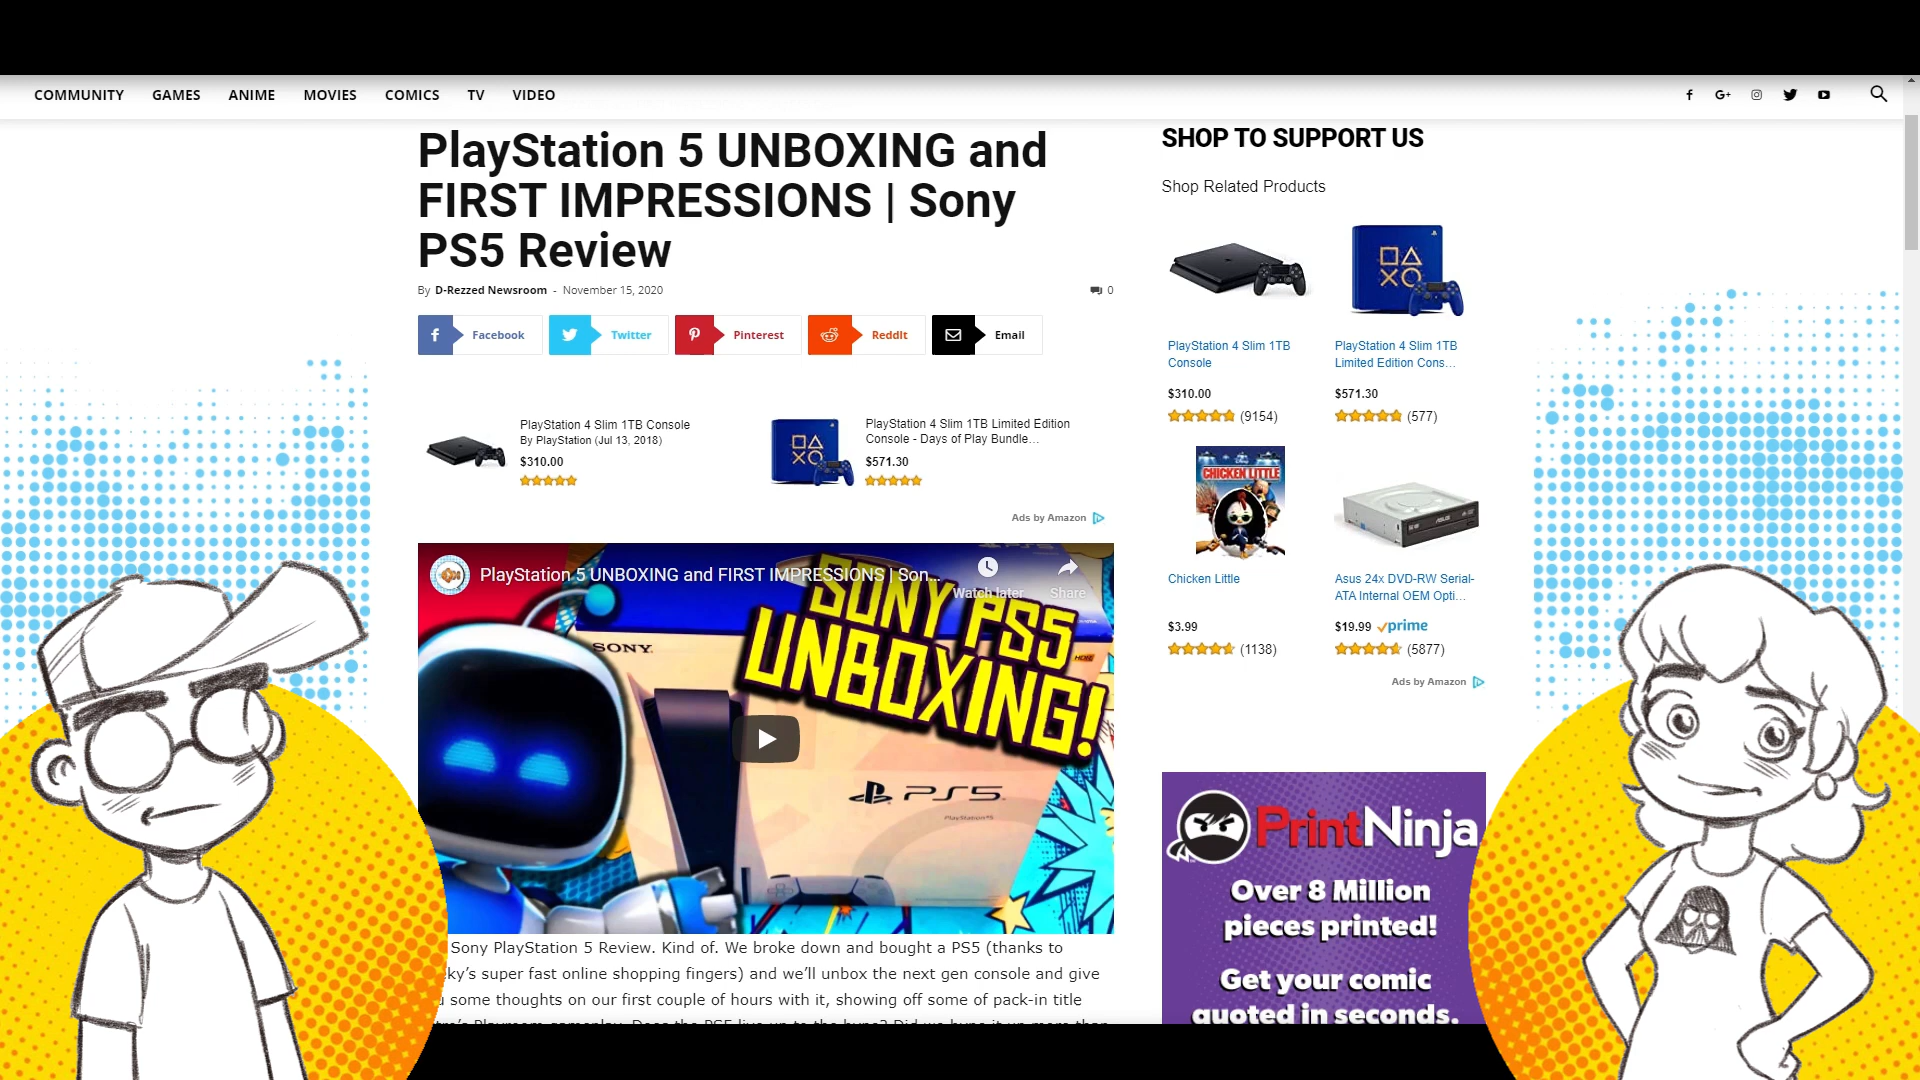 COMMUNITY GAMES ANIME MOVIES COMICS TV VIDEO
PlayStation 5 UNBOXING and
FIRST IMPRESSIONS | Sony
PS5 Review
By D-Rezzed Newsroom - November 15, 2020
0
Facebook Twitter Pinterest ReddIt Email
PlayStation 4 Slim 1TB Console
By PlayStation (Jul 13, 2018)
$310.00
PlayStation 4 Slim 1TB Limited Edition
Console - Days of Play Bundle...
$571.30
Ads by Amazon
PlayStation 5 UNBOXING and FIRST IMPRESSIONS | Son...
Watch later
Share
SONY PS5
UNBOXING!
SONY
PS5
PlayStation 5
Sony PlayStation 5 Review. Kind of. We broke down and bought a PS5 (thanks to
ky's super fast online shopping fingers) and we'll unbox the next gen console and give
some thoughts on our first couple of hours with it, showing off some of pack-in title
SHOP TO SUPPORT US
Shop Related Products
PlayStation 4 Slim 1TB
Console
$310.00
(9154)
PlayStation 4 Slim 1TB
Limited Edition Cons...
$571.30
(577)
CHICKEN LITTLE
Chicken Little
$3.99
(1138)
ASUS
Asus 24x DVD-RW Serial-
ATA Internal OEM Opti...
$19.99 prime
(5877)
Ads by Amazon
PrintNinja
Over 8 Million
pieces printed!
Get your comic
quoted in seconds.